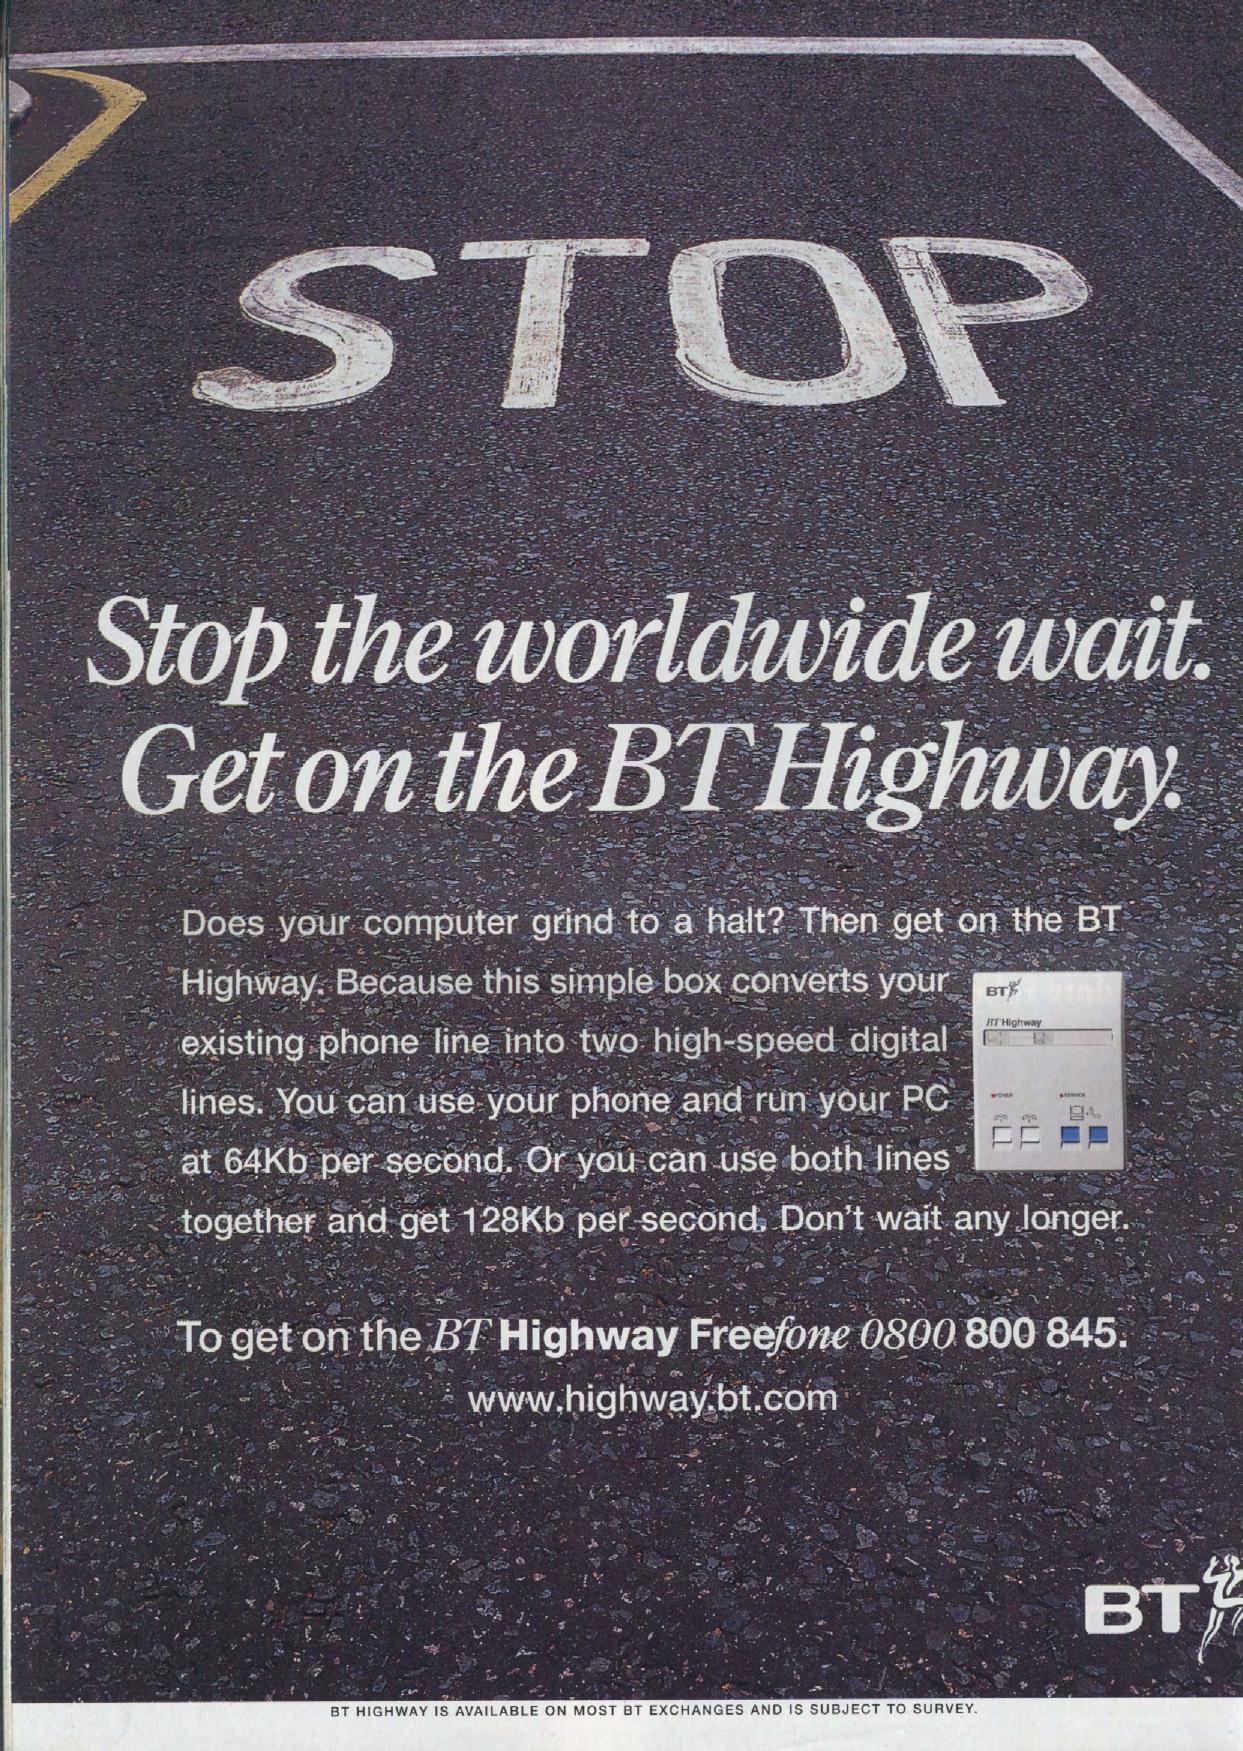 STOP
Stop the worldwide wait.
Get on the BT Highway.
Does your computer grind to a halt? Then get on the BT
Highway. Because this simple box converts your
existing phone line into two high-speed digital
lines. You can use your phone and run your PC
at 64Kb per second. Or you can use both lines
together and get 128Kb per second. Don't wait any longer.
BT
BT Highway
POWER SERVICE
To get on the BT Highway Freefone 0800 800 845.
www.highway.bt.com
BT
BT HIGHWAY IS AVAILABLE ON MOST BT EXCHANGES AND IS SUBJECT TO SURVEY.